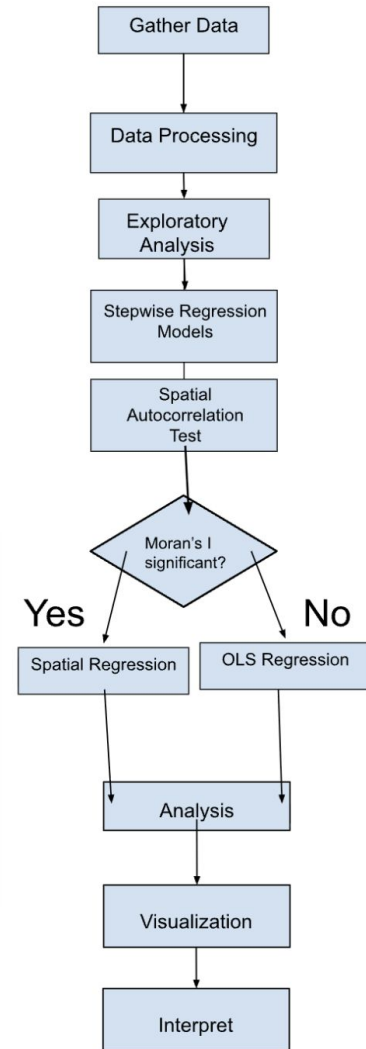 Gather Data
Data Processing
Exploratory
Analysis
Stepwise Regression
Models
Spatial
Autocorrelation
Test
Moran's I
significant?
Yes
No
Spatial Regression
OLS Regression
Analysis
Visualization
Interpret